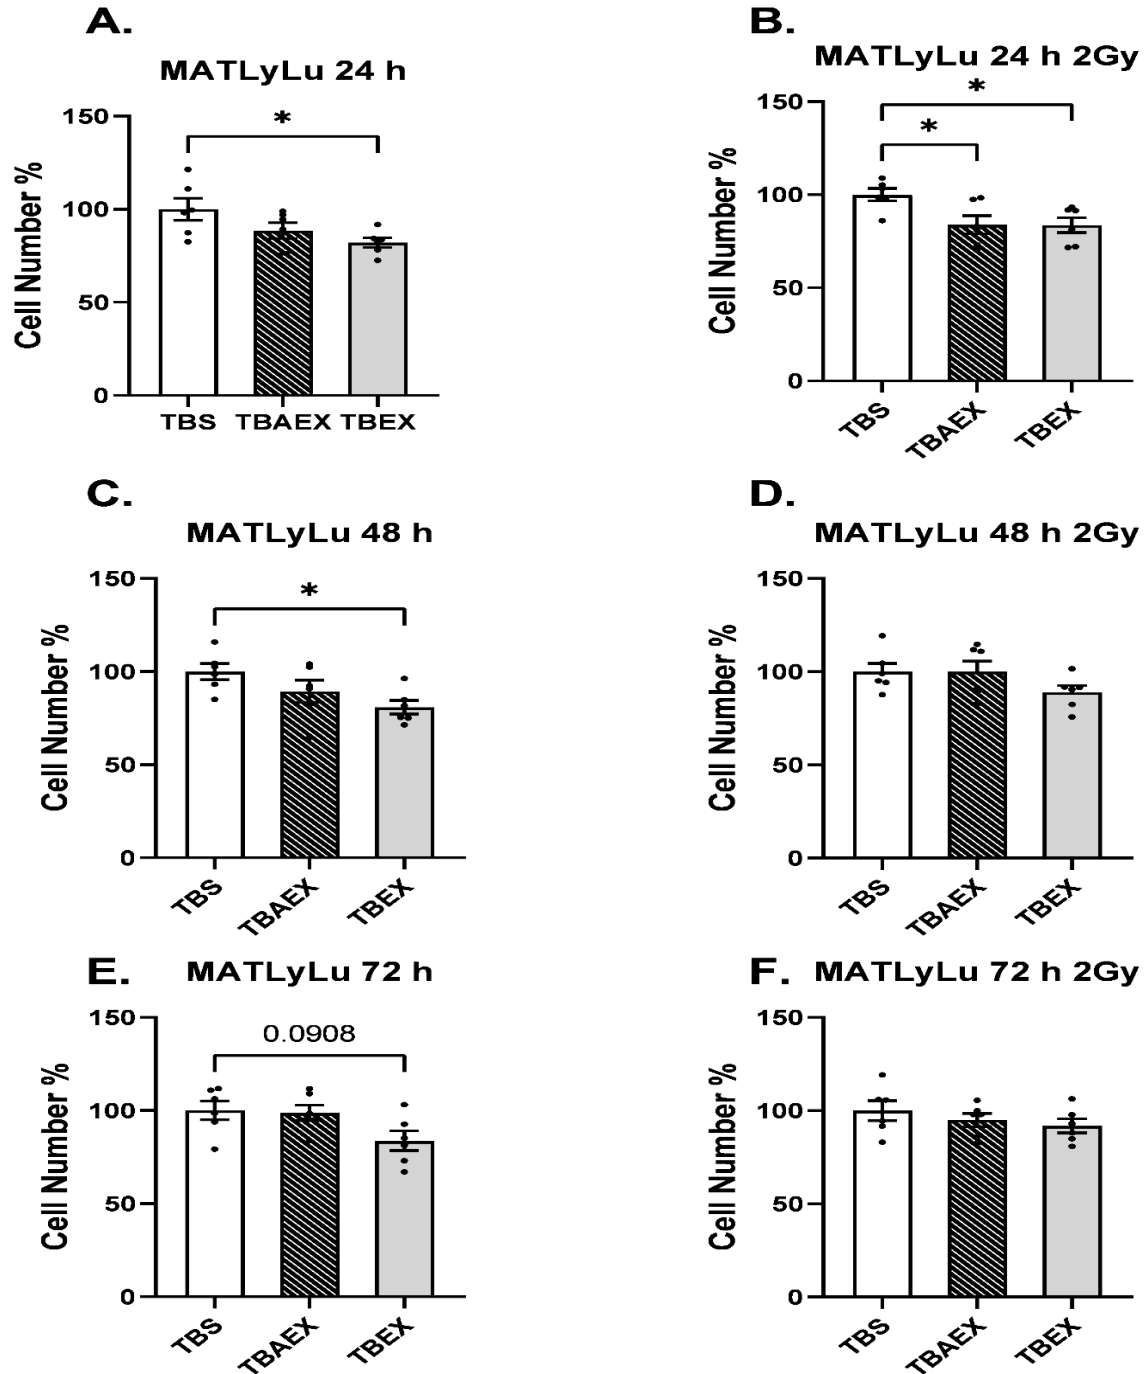 A.
MATLyLu 24 h
Cell Number %
150
100
50
0
*
TBS TBAEX TBEX
B.
MATLyLu 24 h 2Gy
Cell Number %
150
100
50
0
*
*
TBS TBAEX TBEX
C.
MATLyLu 48 h
Cell Number %
150
100
50
0
*
TBS TBAEX TBEX
D.
MATLyLu 48 h 2Gy
Cell Number %
150
100
50
0
TBS TBAEX TBEX
E.
MATLyLu 72 h
Cell Number %
150
100
50
0
0.0908
TBS TBAEX TBEX
F.
MATLyLu 72 h 2Gy
Cell Number %
150
100
50
0
TBS TBAEX TBEX